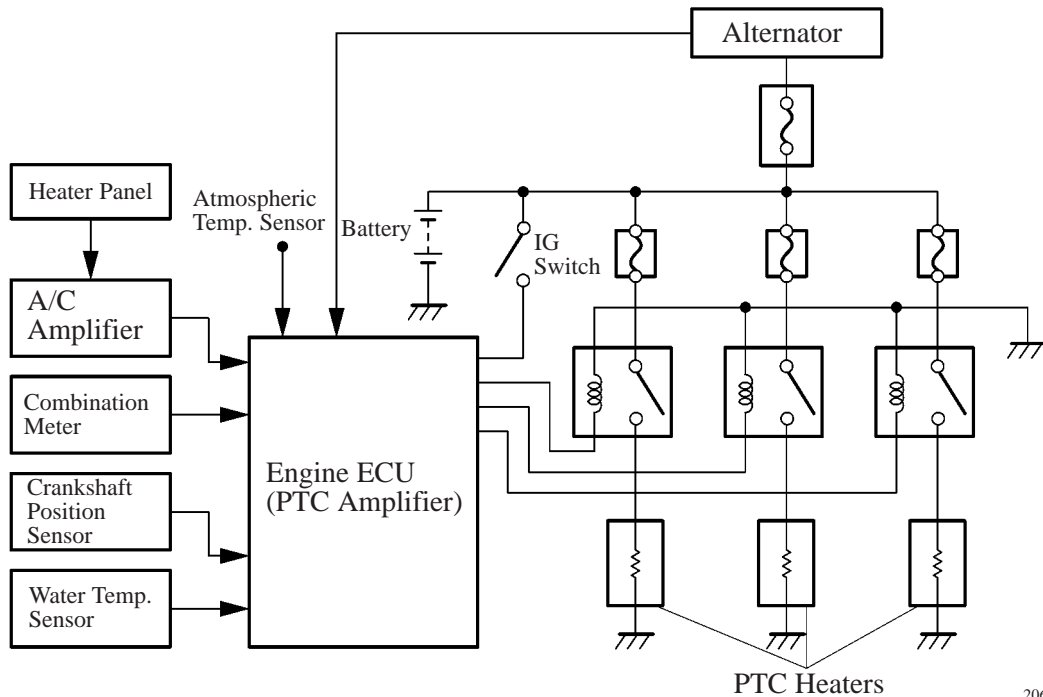 Alternator
Heater Panel
Atmospheric
Temp. Sensor
Battery
IG
Switch
A/C
Amplifier
Combination
Meter
Engine ECU
(PTC Amplifier)
Crankshaft
Position
Sensor
Water Temp.
Sensor
PTC Heaters
206